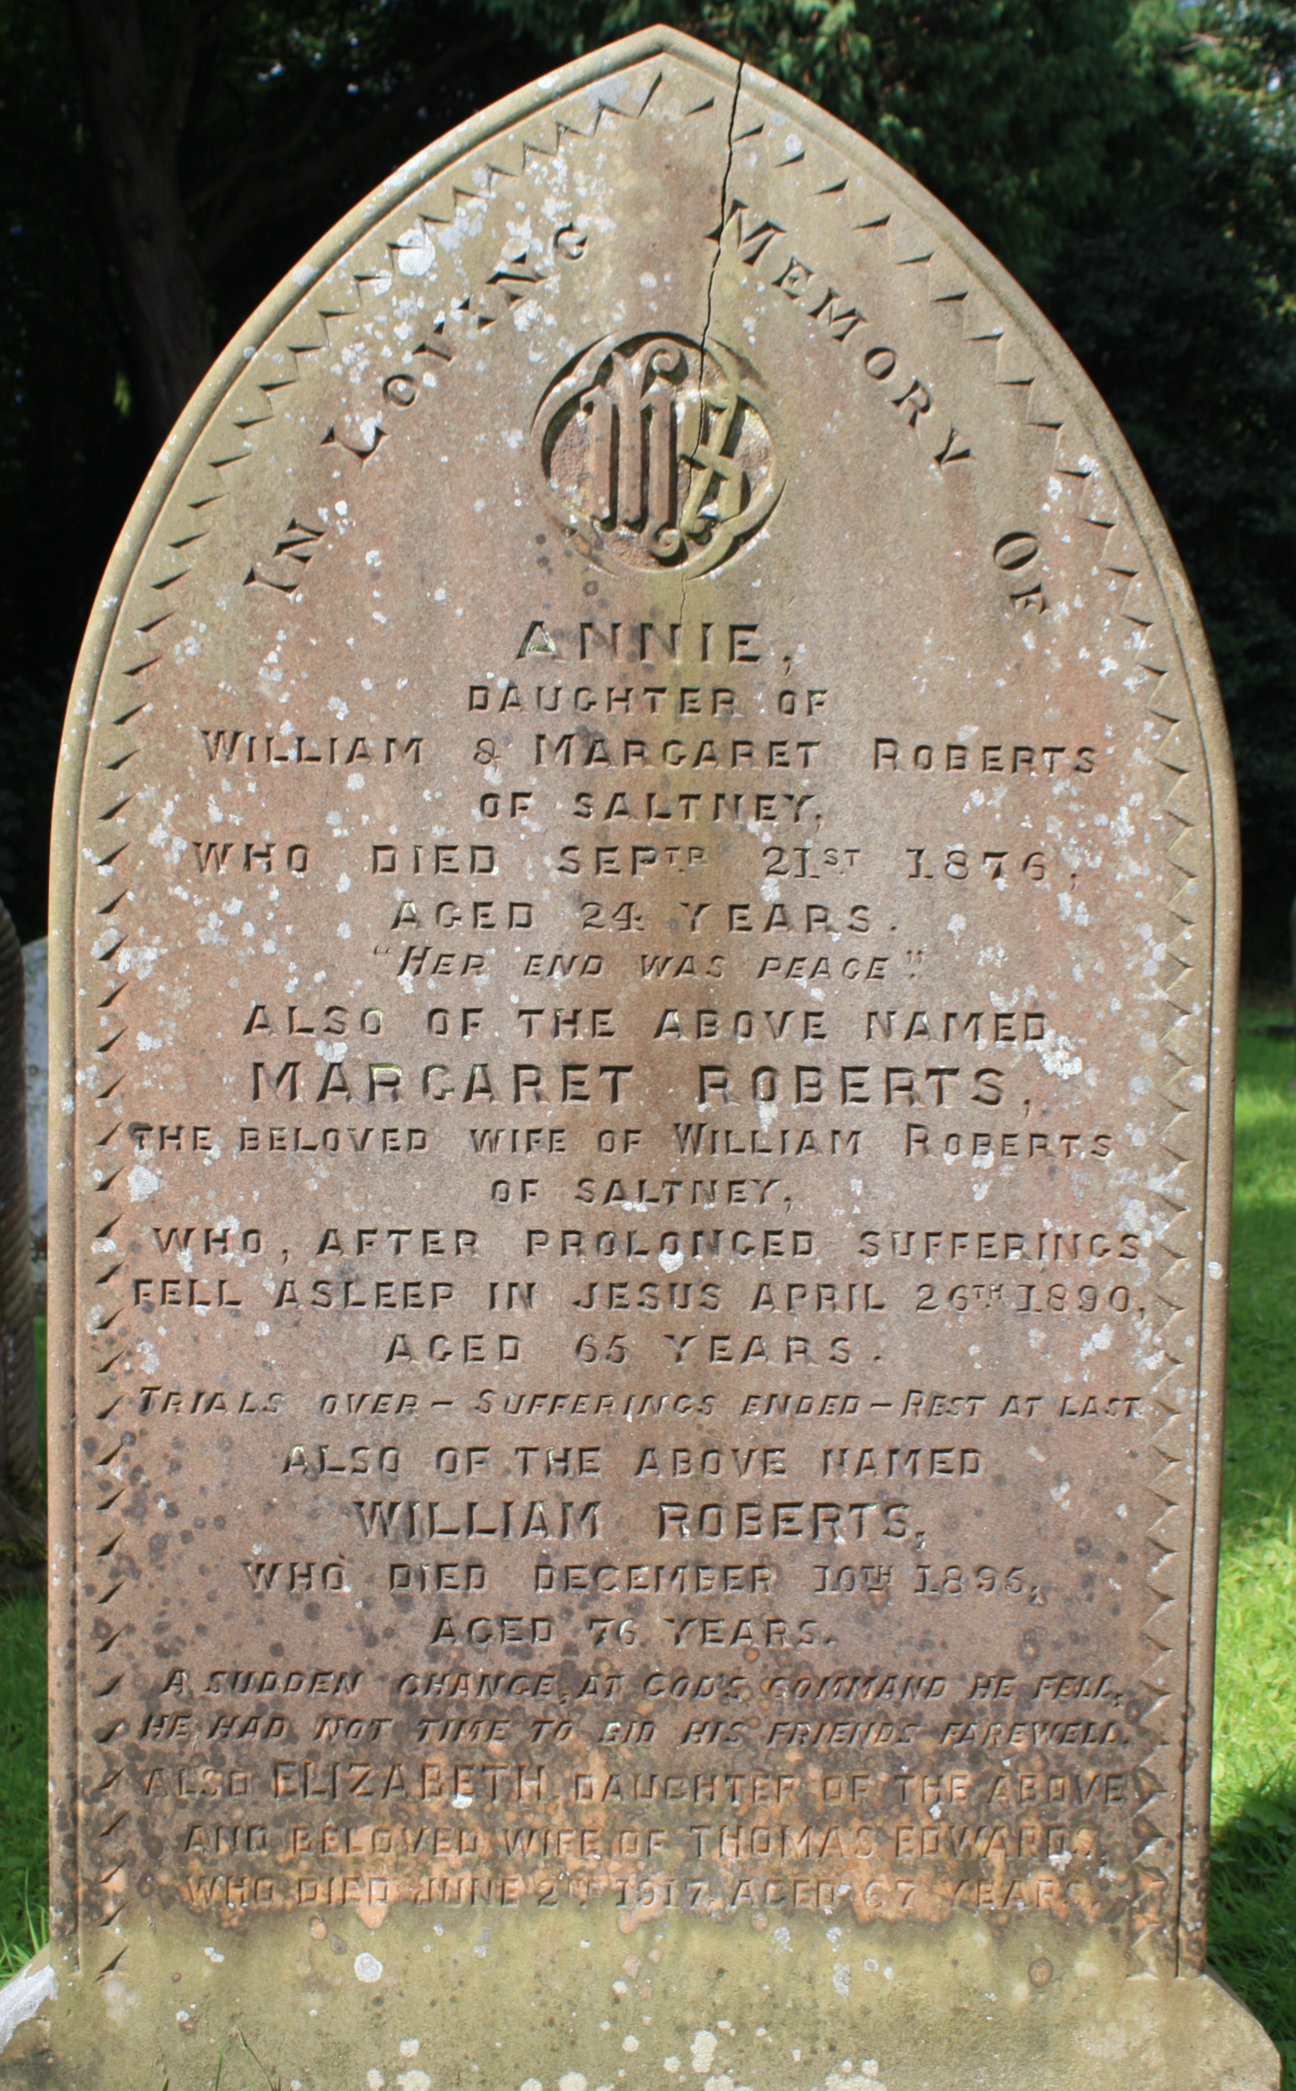 IN LOVING MEMORY OF
IHS
ANNIE,
DAUGHTER OF
WILLIAM & MARGARET ROBERTS
OF SALTNEY,
WHO DIED SEPTR 21ST 1876,
AGED 24 YEARS.
"HER END WAS PEACE".
ALSO OF THE ABOVE NAMED
MARGARET ROBERTS,
THE BELOVED WIFE OF WILLIAM ROBERTS
OF SALTNEY,
WHO, AFTER PROLONGED SUFFERINGS
FELL ASLEEP IN JESUS APRIL 26TH 1890,
AGED 65 YEARS.
TRIALS OVER – SUFFERINGS ENDED – REST AT LAST.
ALSO OF THE ABOVE NAMED
WILLIAM ROBERTS,
WHO DIED DECEMBER 10TH
AGED 76 YEARS.
A SUDDEN CHANGE, AT GOD'S COMMAND HE FELL,
HE HAD NOT TIME TO BID HIS FRIENDS FAREWELL.
ALSO ELIZABETH, DAUGHTER OF THE ABOVE
AND BELOVED WIFE OF THOMAS EDWARDS,
WHO DIED JUNE 2ND 1917, AGED 67 YEARS.